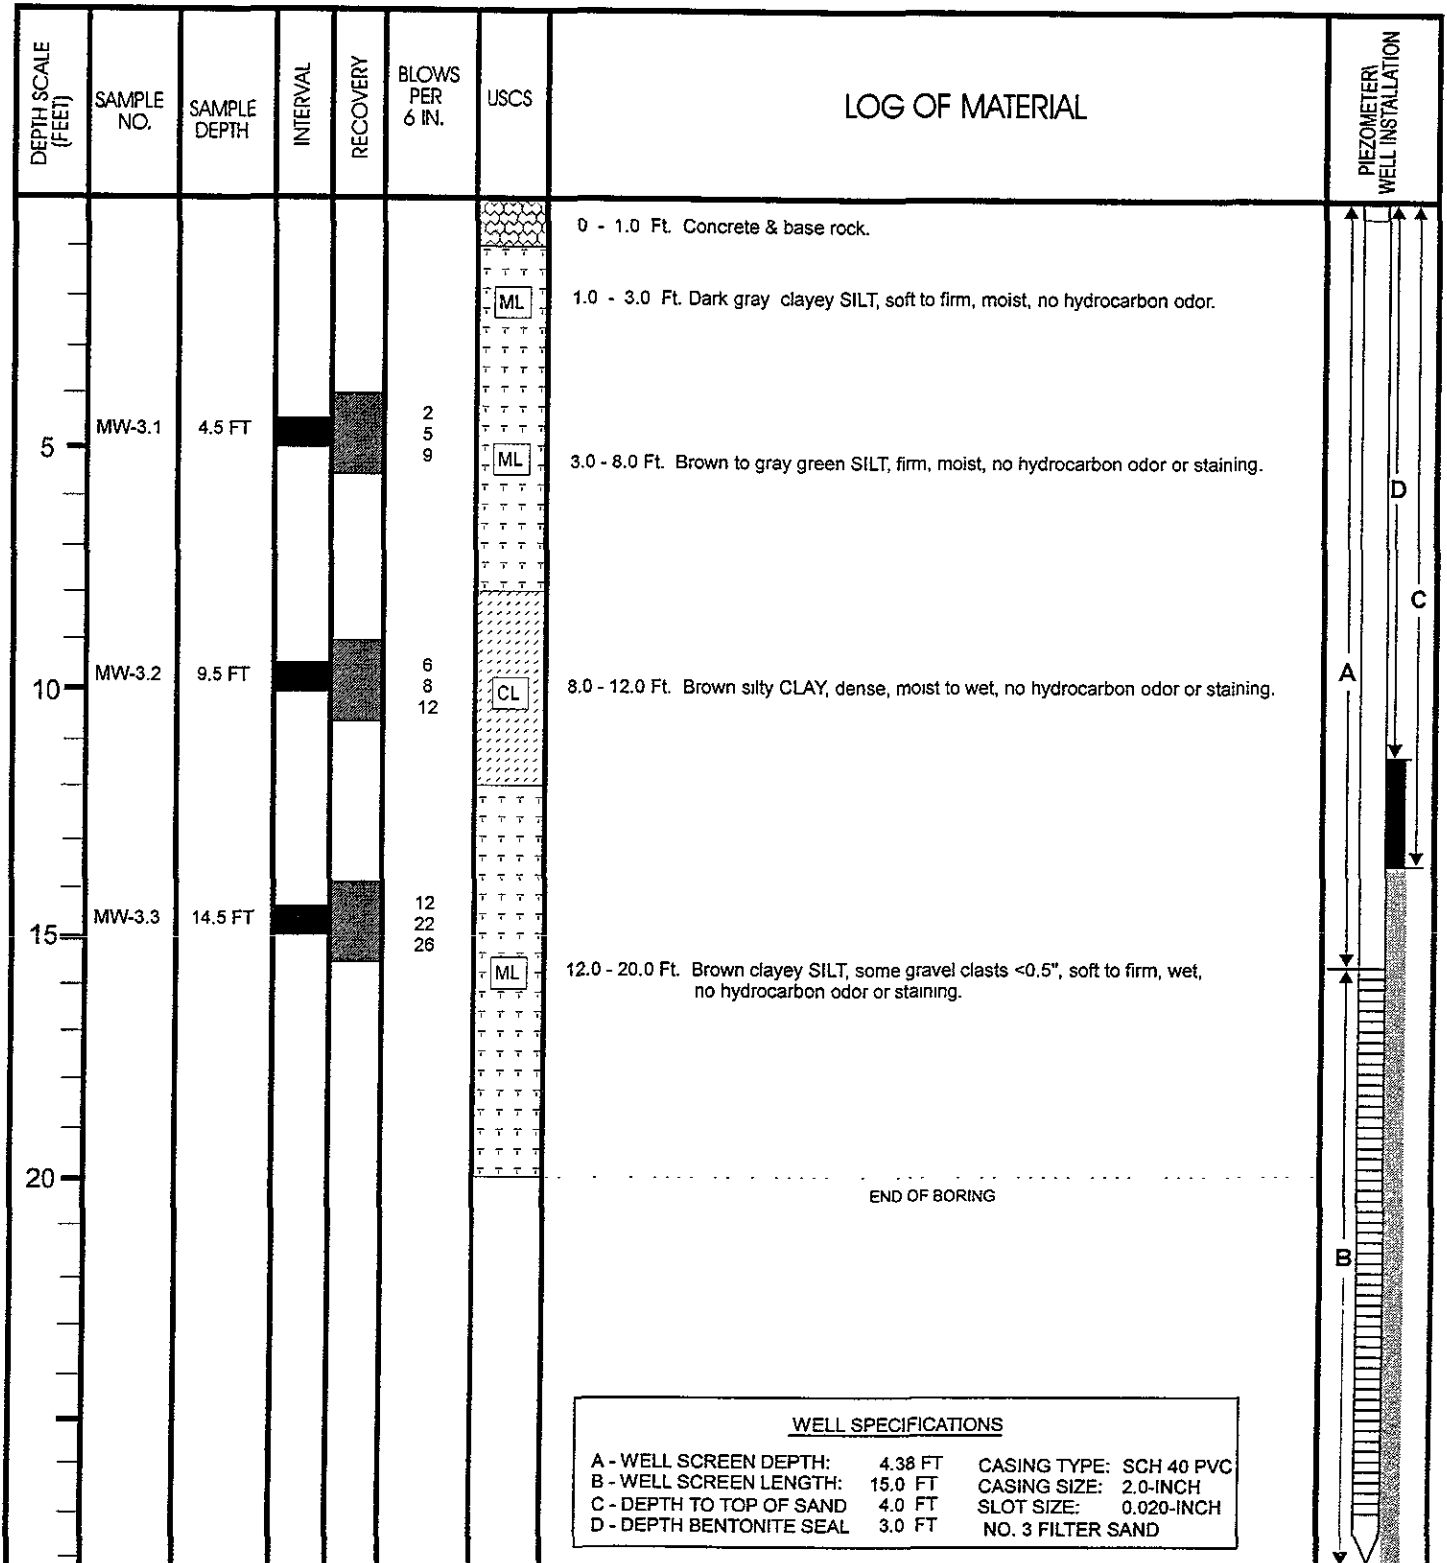 DEPTH SCALE
(FEET)
SAMPLE
NO.
SAMPLE
DEPTH
INTERVAL
RECOVERY
BLOWS
PER
6 IN.
USCS
LOG OF MATERIAL
PIEZOMETER\
WELL INSTALLATION
0 - 1.0 Ft. Concrete & base rock.
ML
1.0 - 3.0 Ft. Dark gray clayey SILT, soft to firm, moist, no hydrocarbon odor.
MW-3.1
4.5 FT
2
5
9
5
ML
3.0 - 8.0 Ft. Brown to gray green SILT, firm, moist, no hydrocarbon odor or staining.
D
C
MW-3.2
9.5 FT
6
8
12
10
CL
8.0 - 12.0 Ft. Brown silty CLAY, dense, moist to wet, no hydrocarbon odor or staining.
A
MW-3.3
14.5 FT
12
22
26
15
ML
12.0 - 20.0 Ft. Brown clayey SILT, some gravel clasts <0.5", soft to firm, wet,
no hydrocarbon odor or staining.
20
END OF BORING
B
WELL SPECIFICATIONS
A - WELL SCREEN DEPTH: 4.38 FT CASING TYPE: SCH 40 PVC
B - WELL SCREEN LENGTH: 15.0 FT CASING SIZE: 2.0-INCH
C - DEPTH TO TOP OF SAND 4.0 FT SLOT SIZE: 0.020-INCH
D - DEPTH BENTONITE SEAL 3.0 FT NO. 3 FILTER SAND